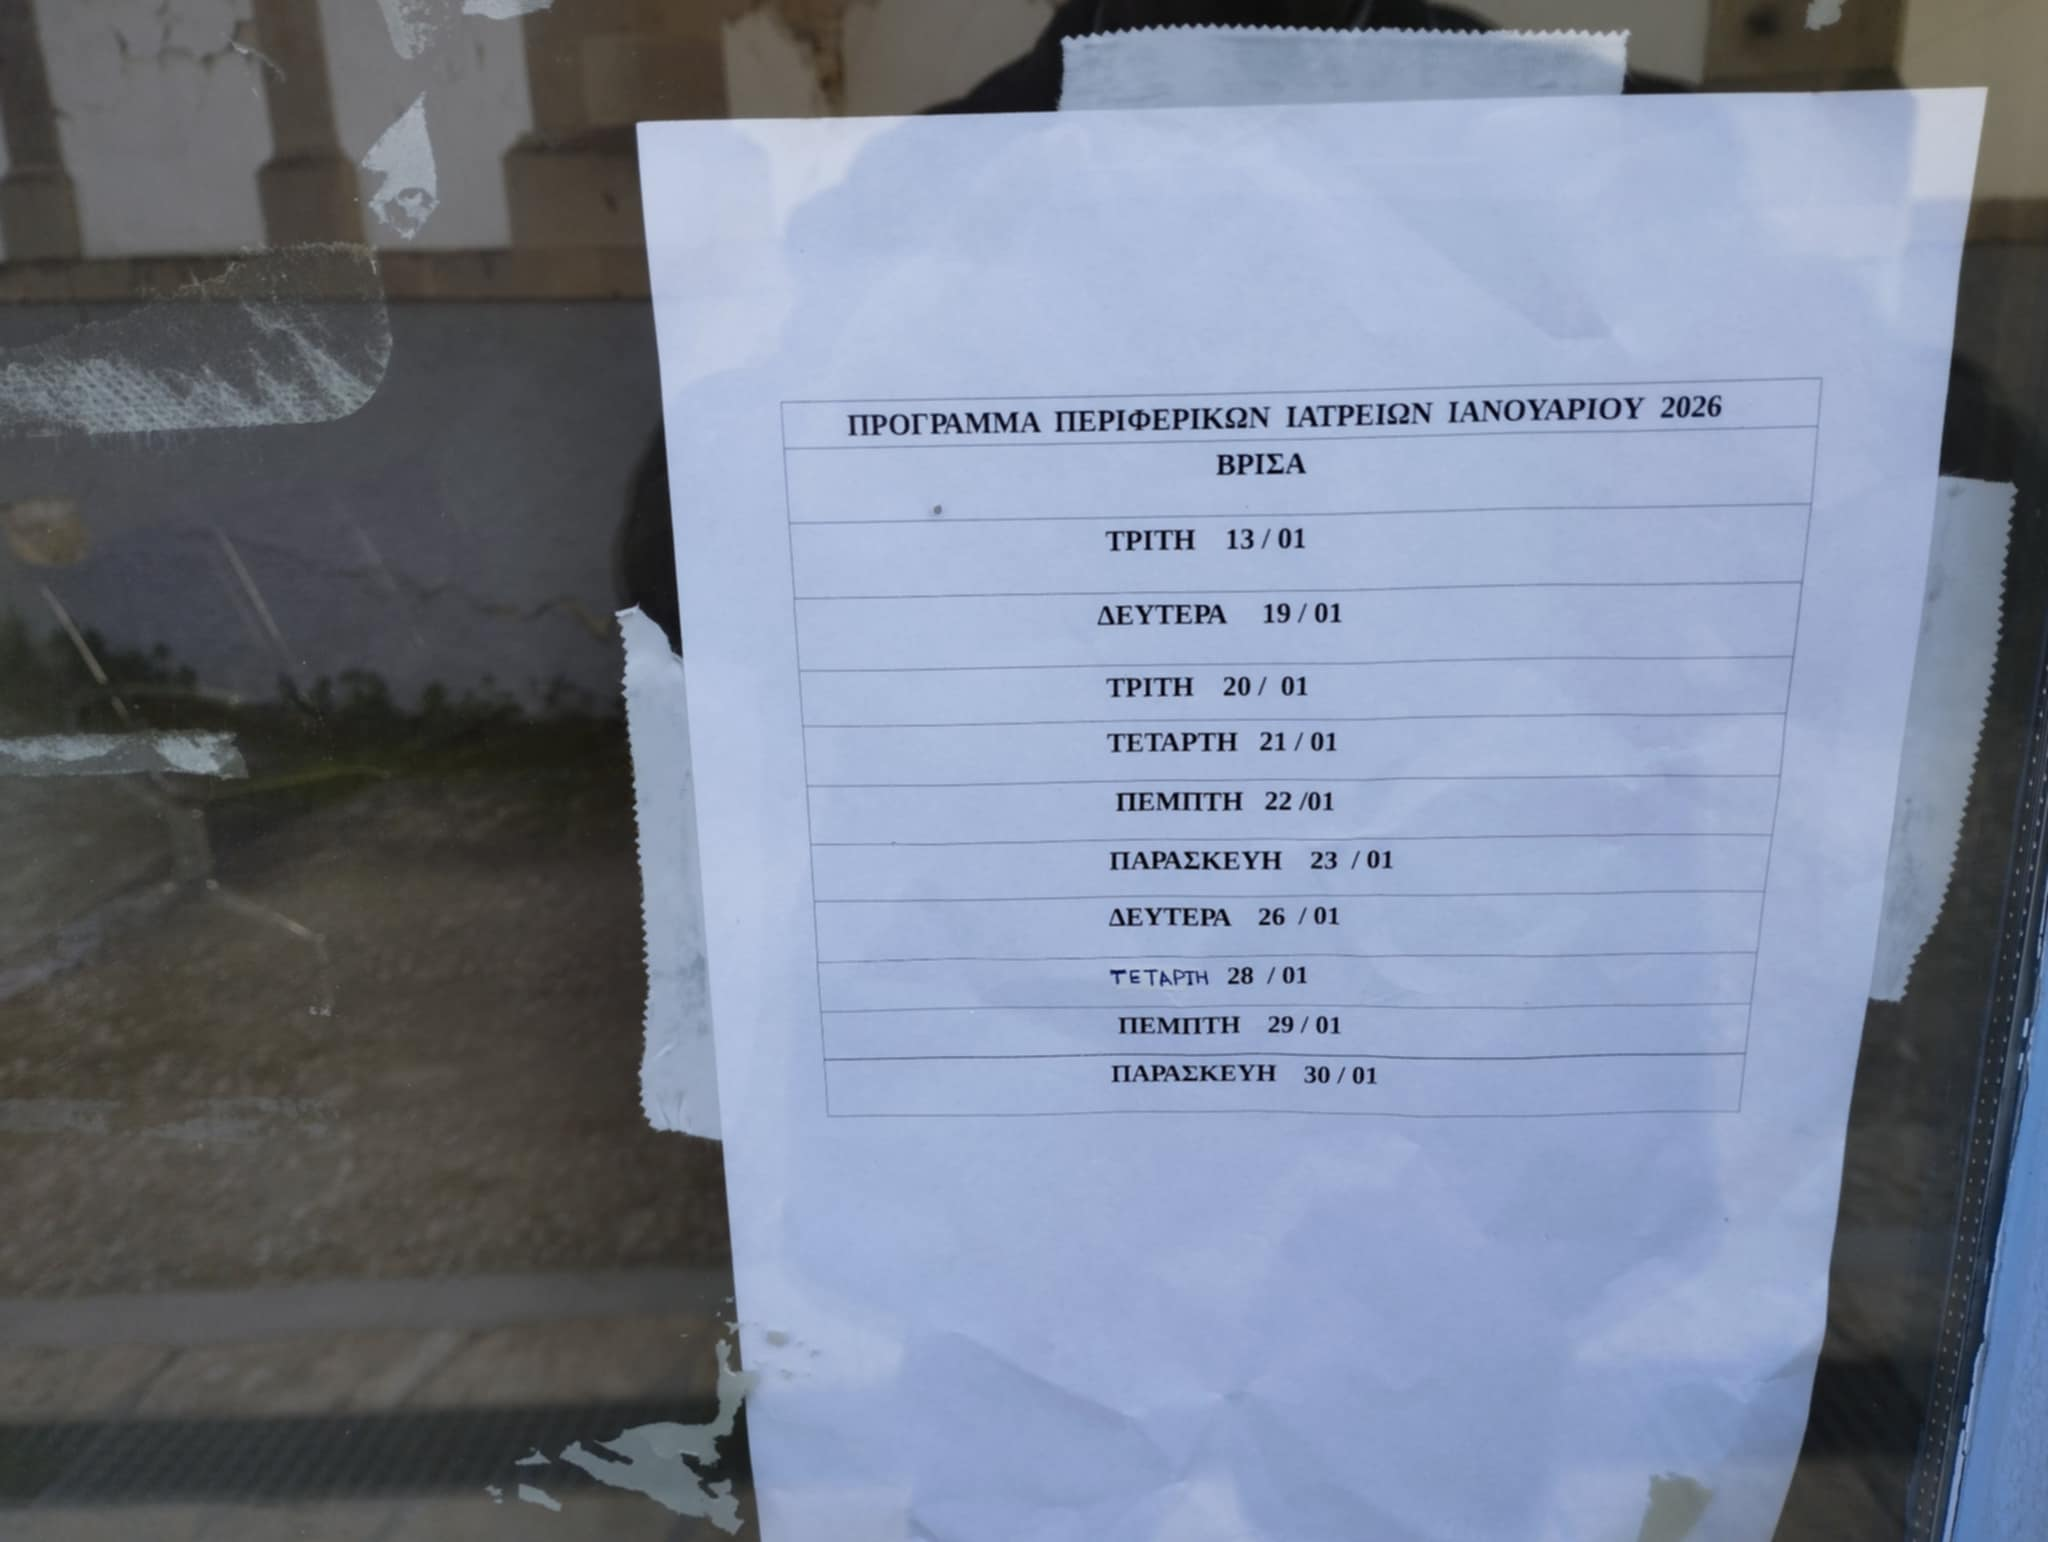 ΠΡΟΓΡΑΜΜΑ ΠΕΡΙΦΕΡΙΚΩΝ ΙΑΤΡΕΙΩΝ ΙΑΝΟΥΑΡΙΟΥ 2026
ΒΡΙΣΑ
ΤΡΙΤΗ 13 / 01
ΔΕΥΤΕΡΑ 19 / 01
ΤΡΙΤΗ 20 / 01
ΤΕΤΑΡΤΗ 21 / 01
ΠΕΜΠΤΗ 22 /01
ΠΑΡΑΣΚΕΥΗ 23 / 01
ΔΕΥΤΕΡΑ 26 / 01
ΤΕΤΑΡΤΗ 28 / 01
ΠΕΜΠΤΗ 29 / 01
ΠΑΡΑΣΚΕΥΗ 30 / 01